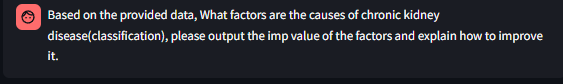 Based on the provided data, What factors are the causes of chronic kidney
disease(classification), please output the imp value of the factors and explain how to improve
it.